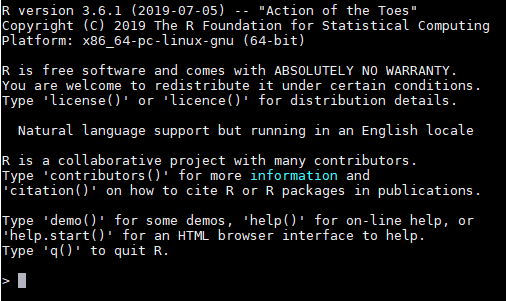 R version 3.6.1 (2019-07-05) -- "Action of the Toes"
Copyright (C) 2019 The R Foundation for Statistical Computing
Platform: x86_64-pc-linux-gnu (64-bit)

R is free software and comes with ABSOLUTELY NO WARRANTY.
You are welcome to redistribute it under certain conditions.
Type 'license()' or 'licence()' for distribution details.

  Natural language support but running in an English locale

R is a collaborative project with many contributors.
Type 'contributors()' for more information and
'citation()' on how to cite R or R packages in publications.

Type 'demo()' for some demos, 'help()' for on-line help, or
'help.start()' for an HTML browser interface to help.
Type 'q()' to quit R.

>